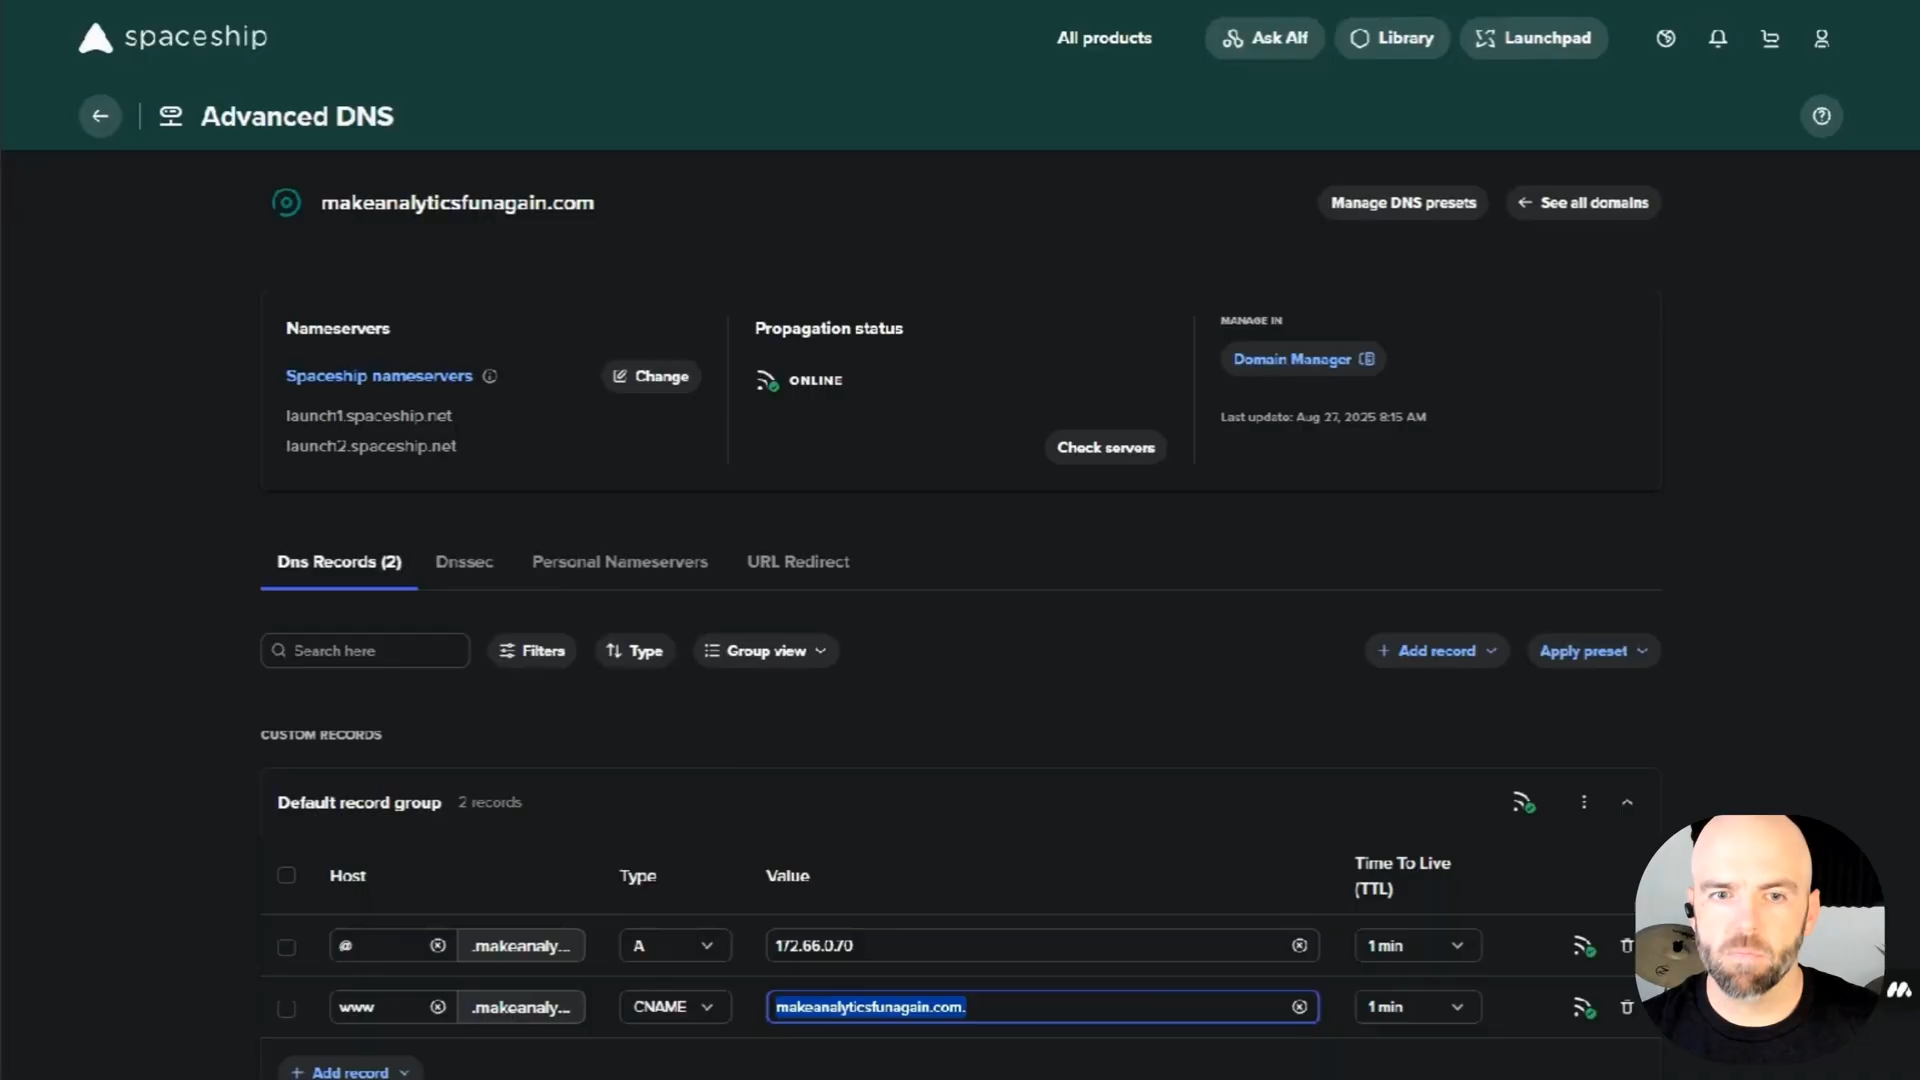 spaceship
All products
Ask Alf
Library
Launchpad
Advanced DNS
makeanalyticsfunagain.com
Manage DNS presets
See all domains
Nameservers
Spaceship nameservers
Change
launch1.spaceship.net
launch2.spaceship.net
Propagation status
ONLINE
Check servers
MANAGE IN
Domain Manager
Last update: Aug 27, 2025 8:15 AM
Dns Records (2)
Dnssec
Personal Nameservers
URL Redirect
Search here
Filters
Type
Group view
+ Add record
Apply preset
CUSTOM RECORDS
Default record group 2 records
Host
Type
Value
Time To Live
(TTL)
@ .makeanaly... A 172.66.0.70 1 min
www .makeanaly... CNAME makeanalyticsfunagain.com. 1 min
+ Add record